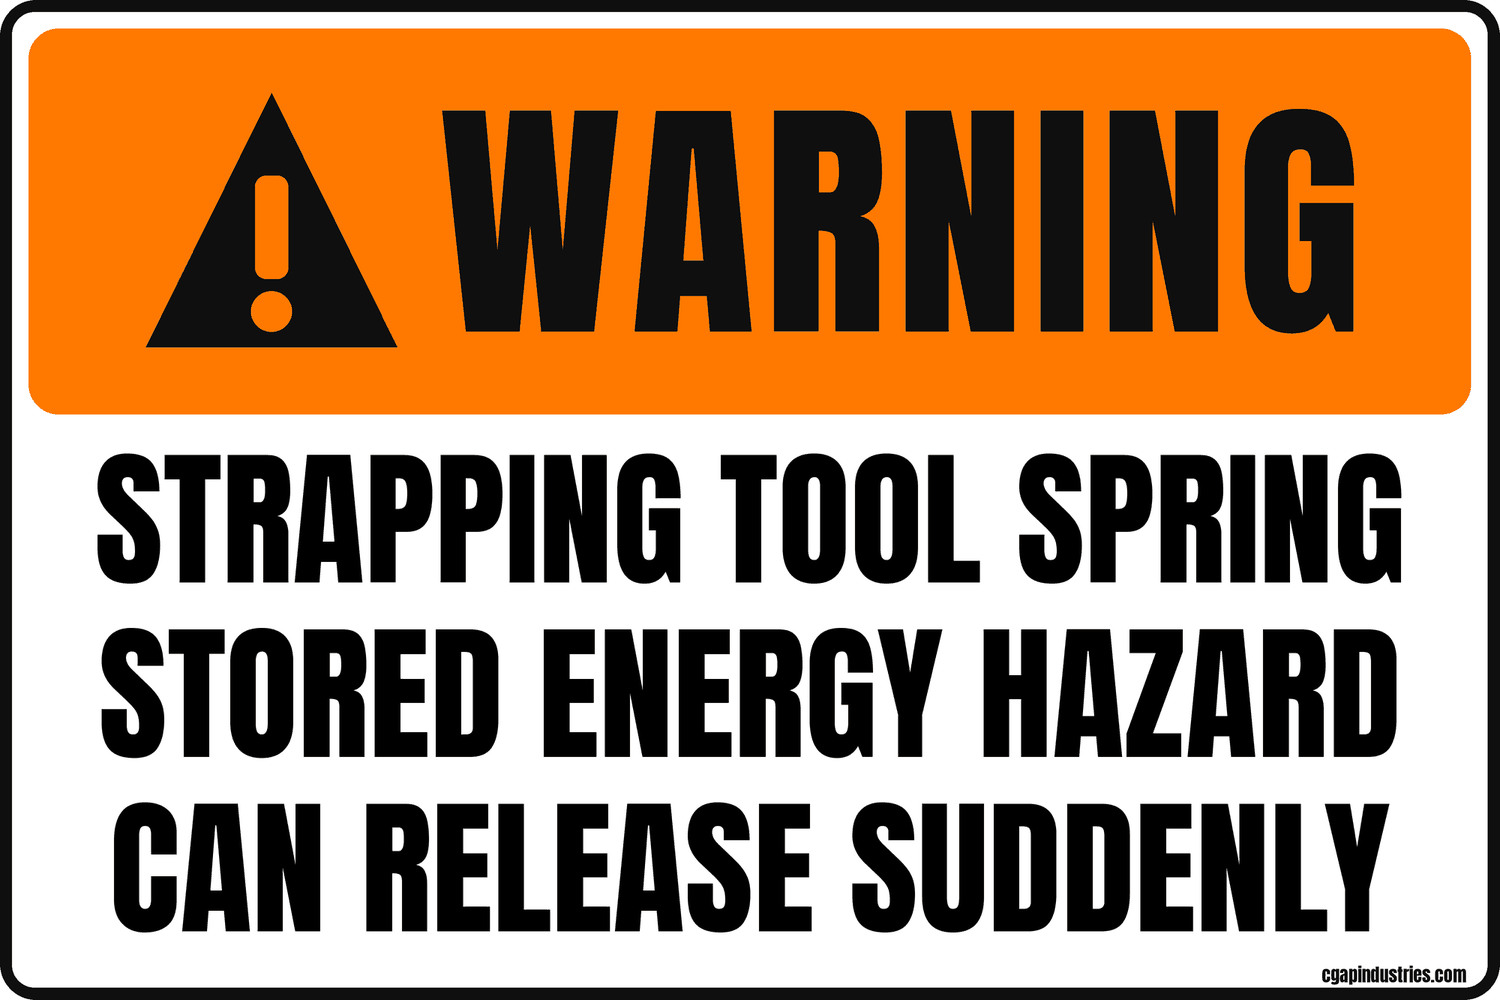 WARNING
STRAPPING TOOL SPRING
STORED ENERGY HAZARD
CAN RELEASE SUDDENLY
cgapindustries.com